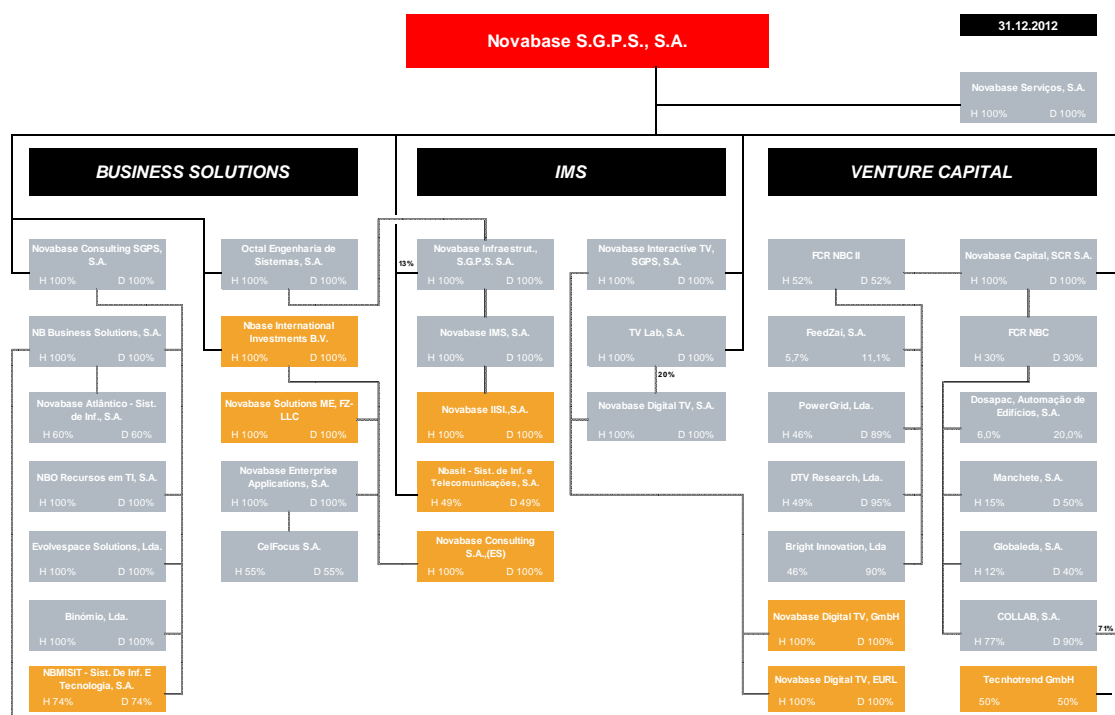 Novabase S.G.P.S., S.A.
31.12.2012
Novabase Serviços, S.A.
H 100% D 100%
BUSINESS SOLUTIONS
IMS
VENTURE CAPITAL
Novabase Consulting SGPS,
S.A.
H 100% D 100%
Octal Engenharia de
Sistemas, S.A.
H 100% D 100%
13%
Novabase Infraestrut.,
S.G.P.S. S.A.
H 100% D 100%
Novabase Interactive TV,
SGPS, S.A.
H 100% D 100%
FCR NBC II
H 52% D 52%
Novabase Capital, SCR S.A.
H 100% D 100%
NB Business Solutions, S.A.
H 100% D 100%
Nbase International
Investments B.V.
H 100% D 100%
Novabase IMS, S.A.
H 100% D 100%
TV Lab, S.A.
H 100% D 100%
20%
FeedZai, S.A.
5,7% 11,1%
FCR NBC
H 30% D 30%
Novabase Atlântico - Sist.
de Inf., S.A.
H 60% D 60%
Novabase Solutions ME, FZ-
LLC
H 100% D 100%
Novabase IISI.,S.A.
H 100% D 100%
Novabase Digital TV, S.A.
H 100% D 100%
PowerGrid, Lda.
H 46% D 89%
Dosapac, Automação de
Edifícios, S.A.
6,0% 20,0%
NBO Recursos em TI, S.A.
H 100% D 100%
Novabase Enterprise
Applications, S.A.
H 100% D 100%
Nbasit - Sist. de Inf. e
Telecomunicações, S.A.
H 49% D 49%
DTV Research, Lda.
H 49% D 95%
Manchete, S.A.
H 15% D 50%
Evolvespace Solutions, Lda.
H 100% D 100%
CelFocus S.A.
H 55% D 55%
Novabase Consulting
S.A.,(ES)
H 100% D 100%
Bright Innovation, Lda
46% 90%
Globaleda, S.A.
H 12% D 40%
Binómio, Lda.
H 100% D 100%
Novabase Digital TV, GmbH
H 100% D 100%
COLLAB, S.A.
H 77% D 90%
71%
NBMISIT - Sist. De Inf. E
Tecnologia, S.A.
H 74% D 74%
Novabase Digital TV, EURL
H 100% D 100%
Tecnhotrend GmbH
50% 50%